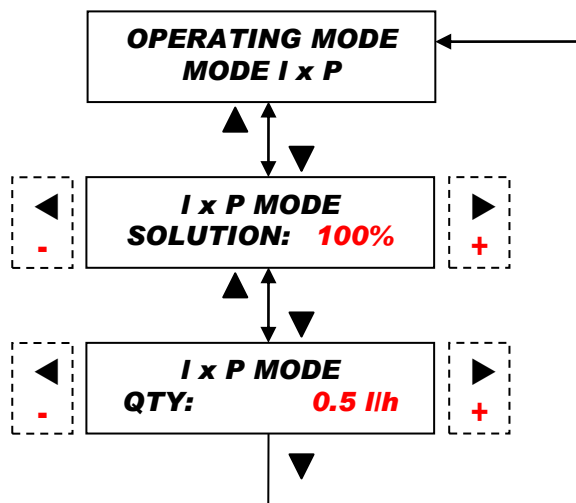 OPERATING MODE
MODE I x P
I x P MODE
SOLUTION: 100%
-
+
I x P MODE
QTY: 0.5 l/h
-
+